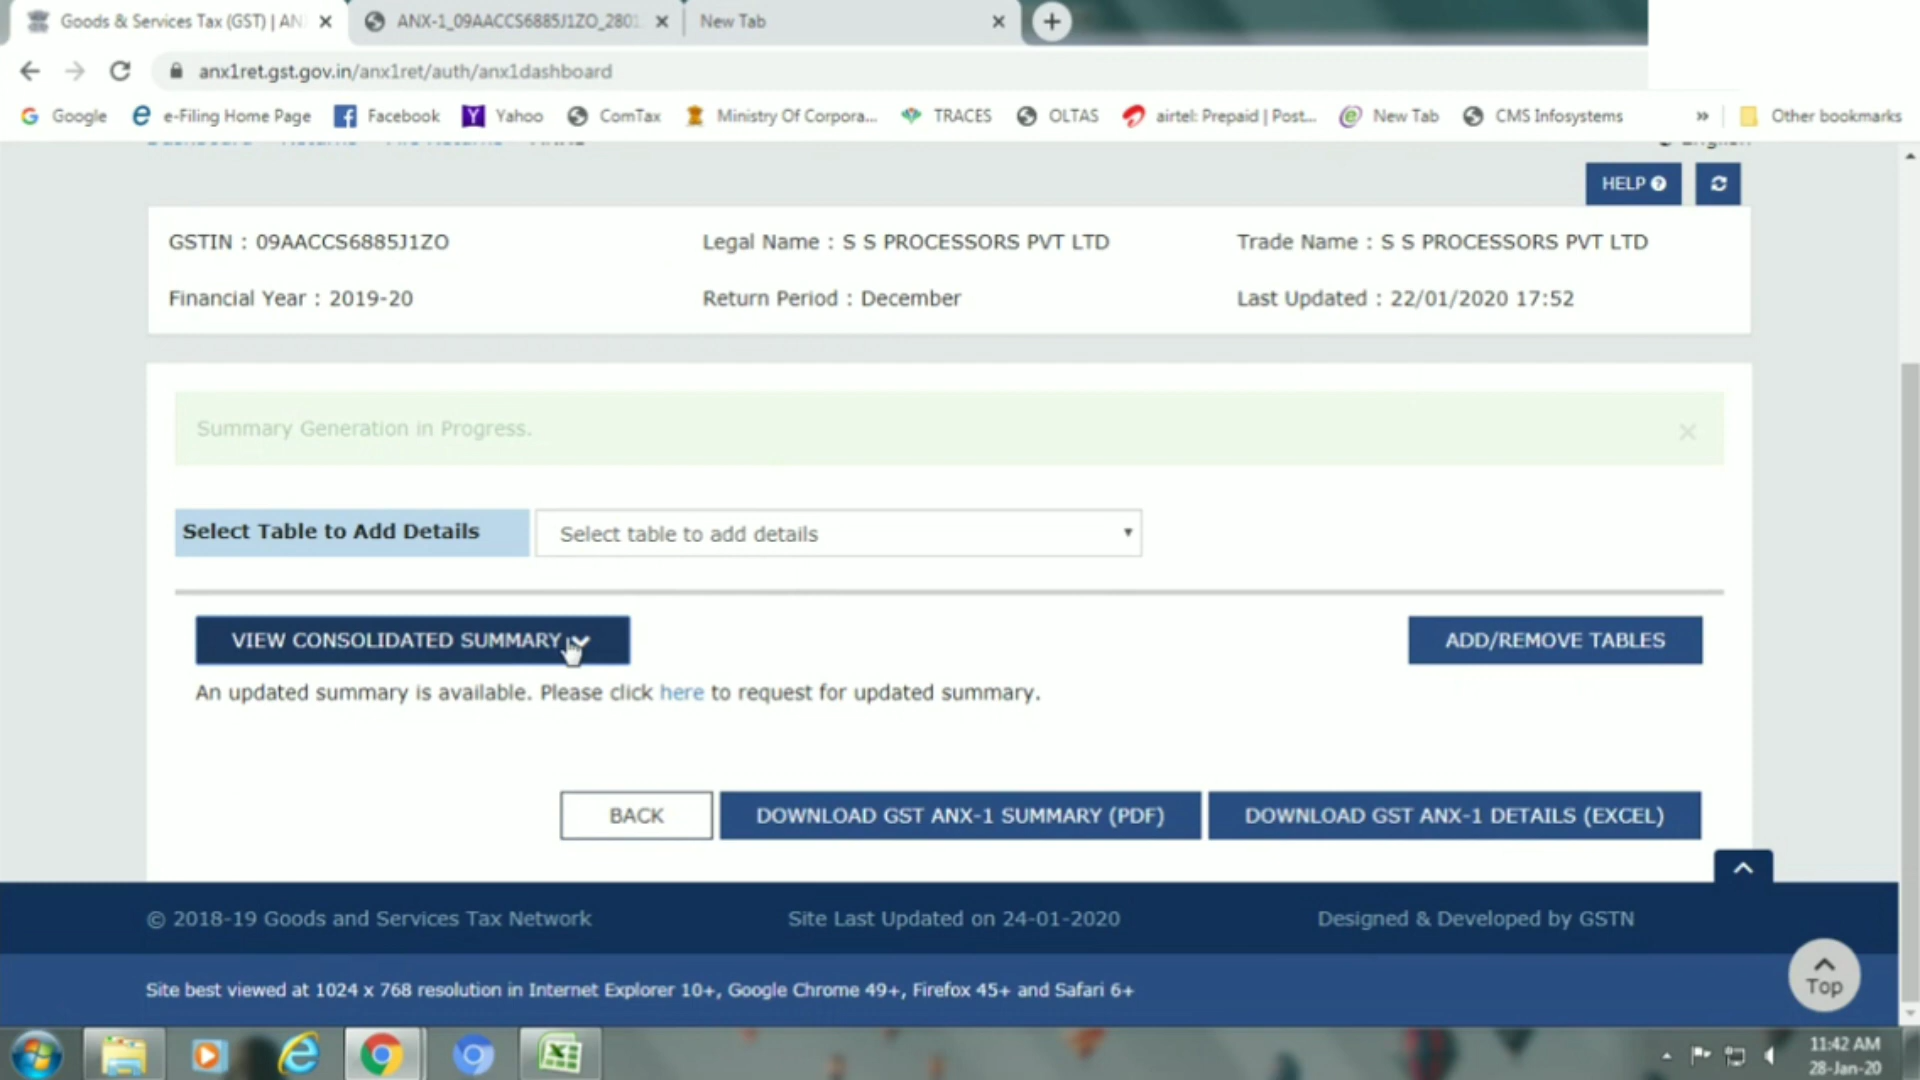 Goods & Services Tax (GST) | AN
ANX-1_09AACCS6885J1ZO_2801
New Tab
anx1ret.gst.gov.in/anx1ret/auth/anx1dashboard
Google e-Filing Home Page Facebook Yahoo ComTax Ministry Of Corpora... TRACES OLTAS airtel: Prepaid | Post... New Tab CMS Infosystems » Other bookmarks
English
HELP
GSTIN : 09AACCS6885J1ZO Legal Name : S S PROCESSORS PVT LTD Trade Name : S S PROCESSORS PVT LTD
Financial Year : 2019-20 Return Period : December Last Updated : 22/01/2020 17:52
Summary Generation in Progress.
Select Table to Add Details Select table to add details
VIEW CONSOLIDATED SUMMARY ADD/REMOVE TABLES
An updated summary is available. Please click here to request for updated summary.
BACK DOWNLOAD GST ANX-1 SUMMARY (PDF) DOWNLOAD GST ANX-1 DETAILS (EXCEL)
© 2018-19 Goods and Services Tax Network Site Last Updated on 24-01-2020 Designed & Developed by GSTN
Site best viewed at 1024 x 768 resolution in Internet Explorer 10+, Google Chrome 49+, Firefox 45+ and Safari 6+
Top
11:42 AM
28-Jan-20